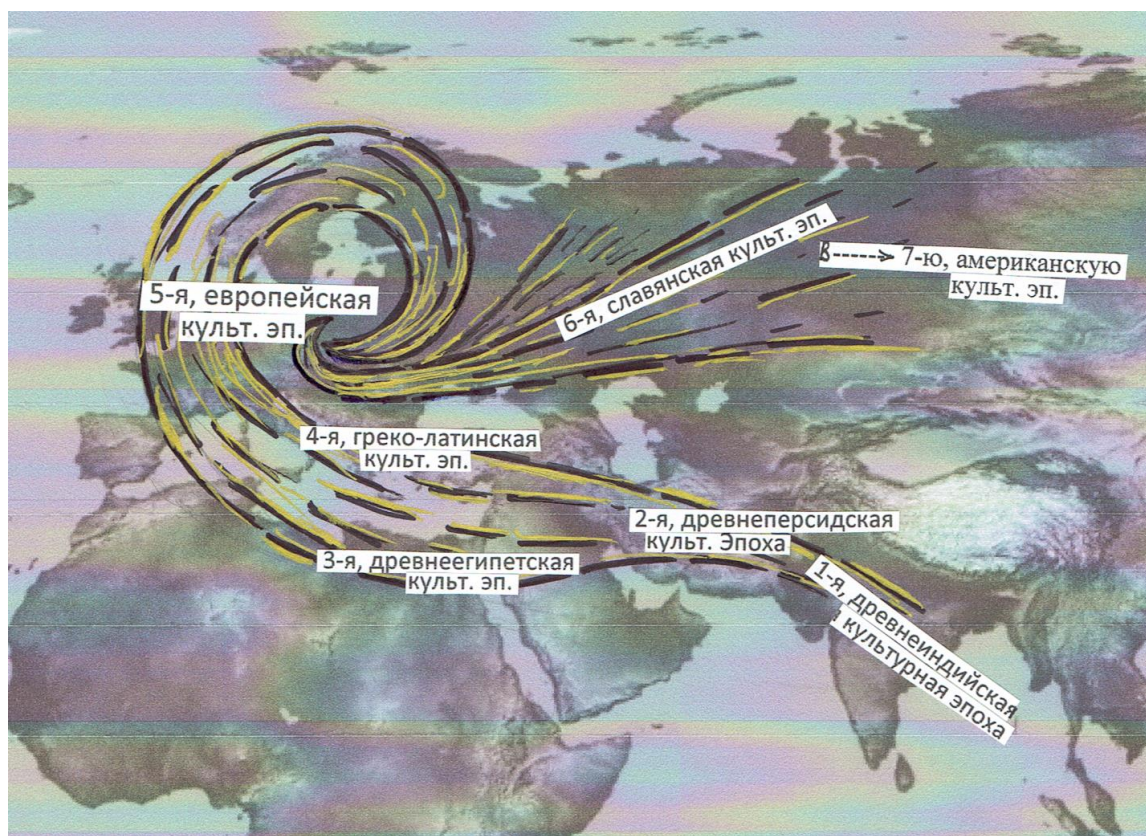 6-я, славянская культ. эп.
в -----> 7-ю, американскую
культ. эп.
5-я, европейская
культ. эп.
4-я, греко-латинская
культ. эп.
2-я, древнеперсидская
культ. Эпоха
3-я, древнеегипетская
культ. эп.
1-я, древнеиндийская
культурная эпоха